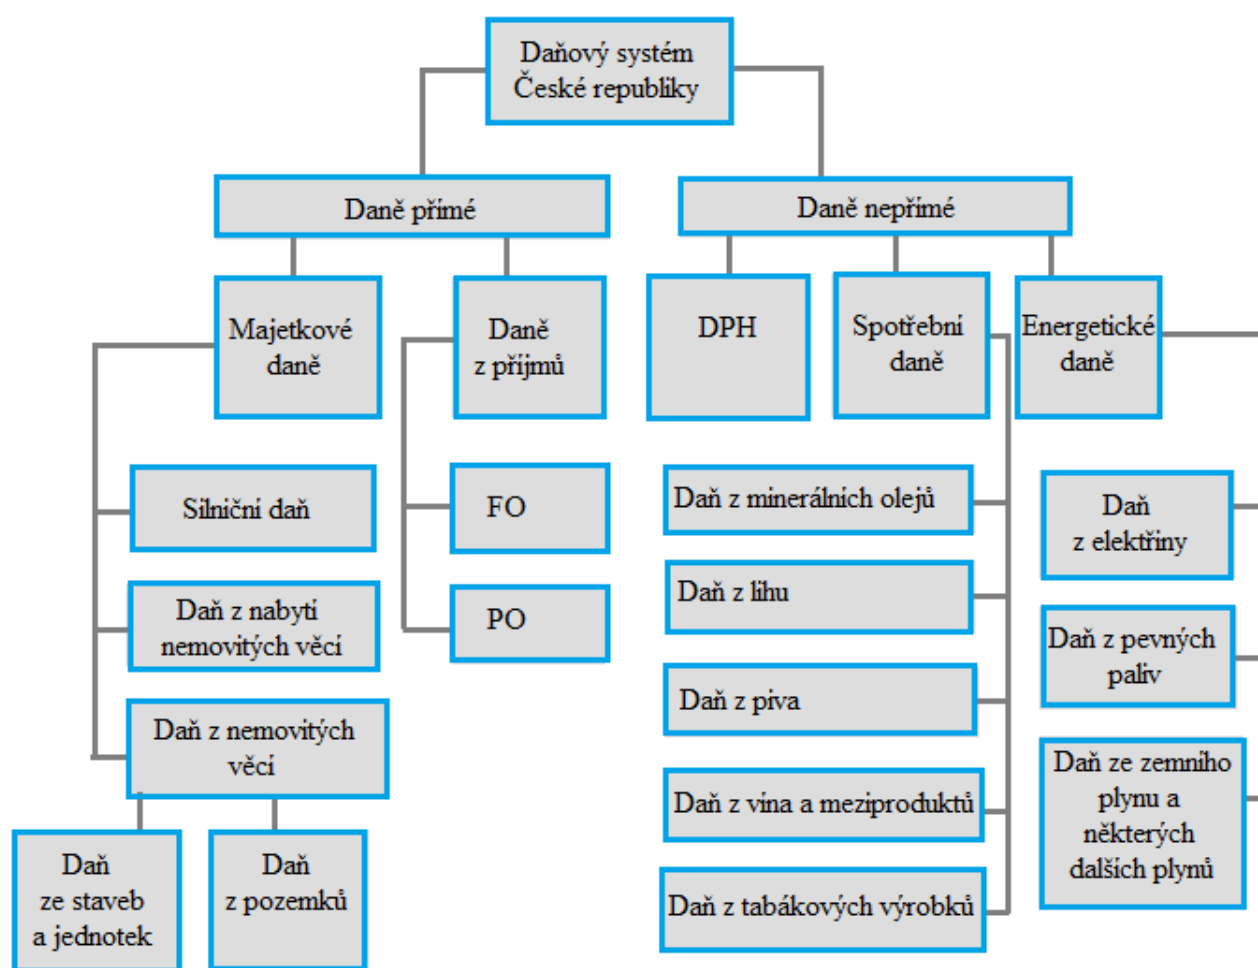 Daňový systém
České republiky
Daně přímé
Daně nepřímé
Majetkové
daně
Daně
z příjmů
DPH
Spotřební
daně
Energetické
daně
Silniční daň
Daň z nabytí
nemovitých věcí
Daň z nemovitých
věcí
Daň
ze staveb
a jednotek
Daň
z pozemků
FO
PO
Daň z minerálních olejů
Daň z lihu
Daň z piva
Daň z vína a meziproduktů
Daň z tabákových výrobků
Daň
z elektřiny
Daň z pevných
paliv
Daň ze zemního
plynu a
některých
dalších plynů